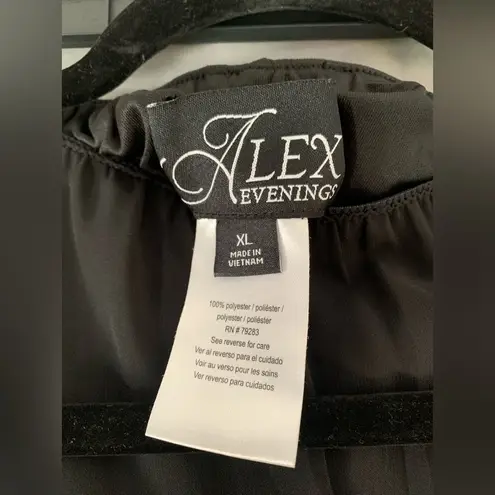 ALEX
EVENINGS
XL
MADE IN
VIETNAM
100% polyester / poliéster /
polyester / poliéster
RN # 79283
See reverse for care
Ver al reverso para el cuidado
Voir au verso pour les soins
Ver reverso para cuidados